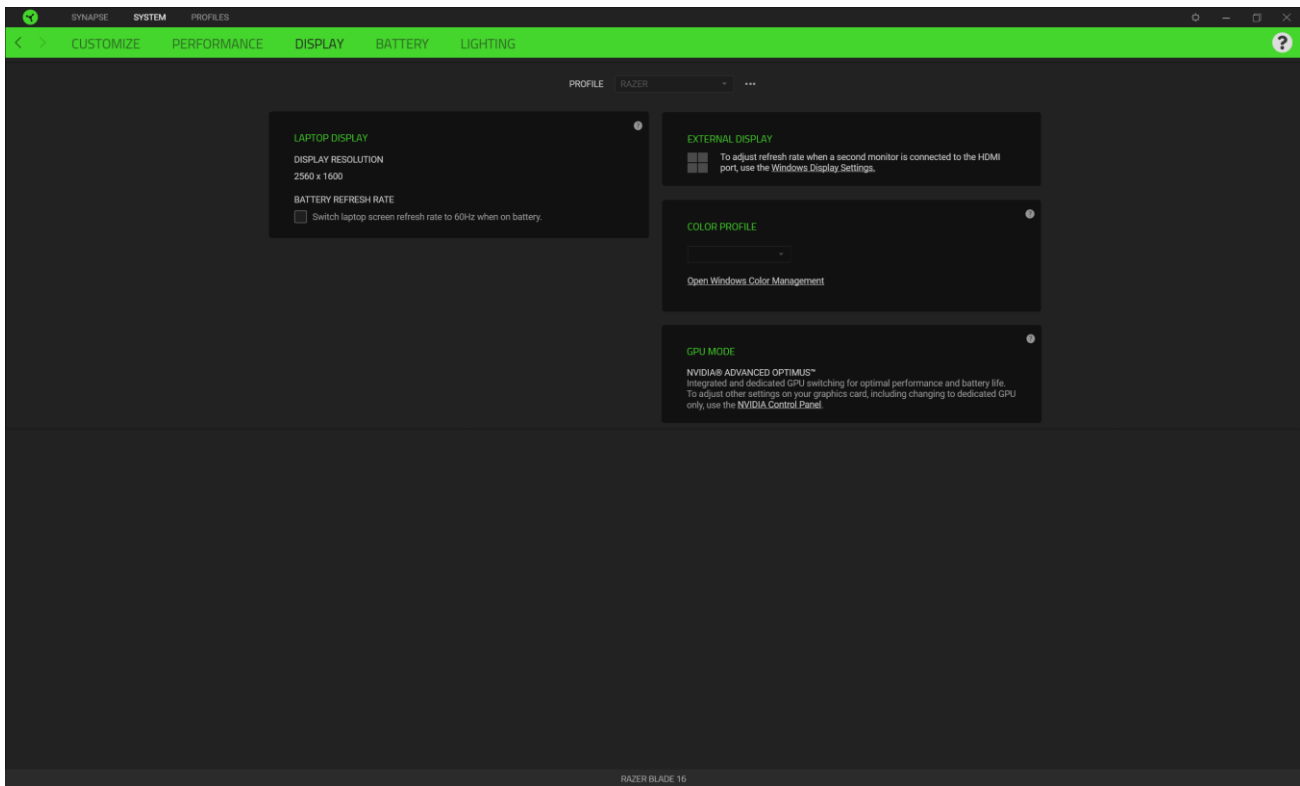 SYNAPSE SYSTEM PROFILES
CUSTOMIZE PERFORMANCE DISPLAY BATTERY LIGHTING
?
PROFILE RAZER
LAPTOP DISPLAY
?
DISPLAY RESOLUTION
2560 x 1600
BATTERY REFRESH RATE
Switch laptop screen refresh rate to 60Hz when on battery.
EXTERNAL DISPLAY
To adjust refresh rate when a second monitor is connected to the HDMI
port, use the Windows Display Settings.
COLOR PROFILE
?
Open Windows Color Management
GPU MODE
?
NVIDIA® ADVANCED OPTIMUS™
Integrated and dedicated GPU switching for optimal performance and battery life.
To adjust other settings on your graphics card, including changing to dedicated GPU
only, use the NVIDIA Control Panel.
RAZER BLADE 16